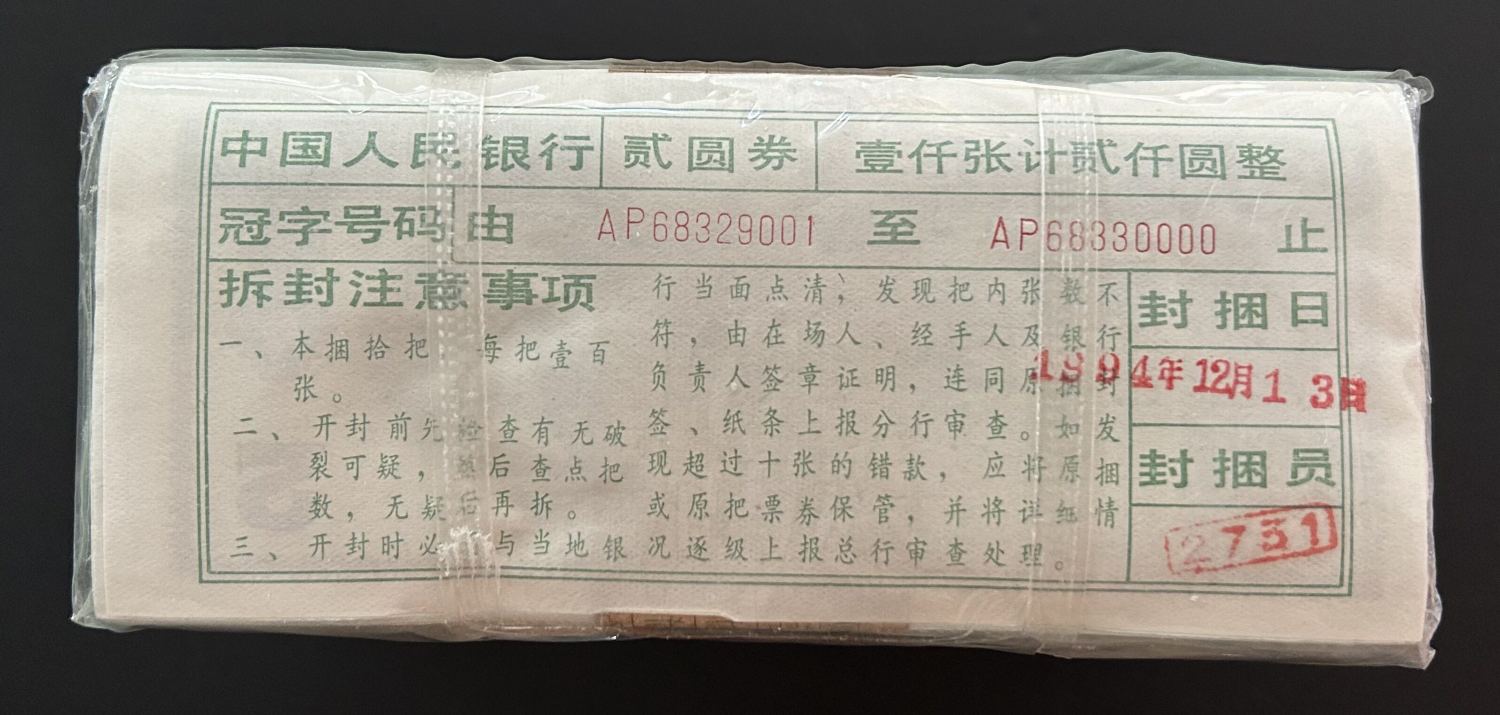 中国人民银行 贰圆券 壹仟张计贰仟圆整
冠字号码由 AP68329001 至 AP68330000 止
拆封注意事项
一、本捆拾把 每把壹百
张。
二、开封前先检查有无破
裂可疑，然后查点把
数，无疑后再拆。
三、开封时必 与当地银
行当面点清，发现把内张数不
符，由在场人、经手人及银行
负责人签章证明，连同原捆封
签、纸条上报分行审查。如发
现超过十张的错款，应将原捆
或原把票券保管，并将详细情
况逐级上报总行审查处理。
封捆日
1994年12月13日
封捆员
2731